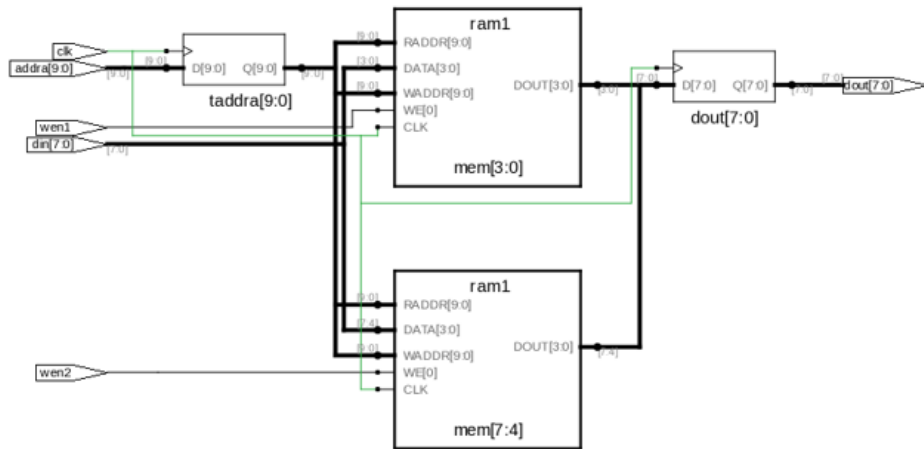 clk
addra[9:0]
[9:0]
[9:0]
D[9:0]
Q[9:0]
[9:0]
taddra[9:0]
wen1
din[7:0]
[7:0]
wen2
ram1
[9:0]
RADDR[9:0]
[3:0]
DATA[3:0]
[9:0]
WADDR[9:0]
WE[0]
CLK
DOUT[3:0]
[3:0]
mem[3:0]
[7:0]
D[7:0]
Q[7:0]
[7:0]
[7:0]
dout[7:0]
dout[7:0]
ram1
[9:0]
RADDR[9:0]
[7:4]
DATA[3:0]
[9:0]
WADDR[9:0]
WE[0]
CLK
DOUT[3:0]
[7:4]
mem[7:4]